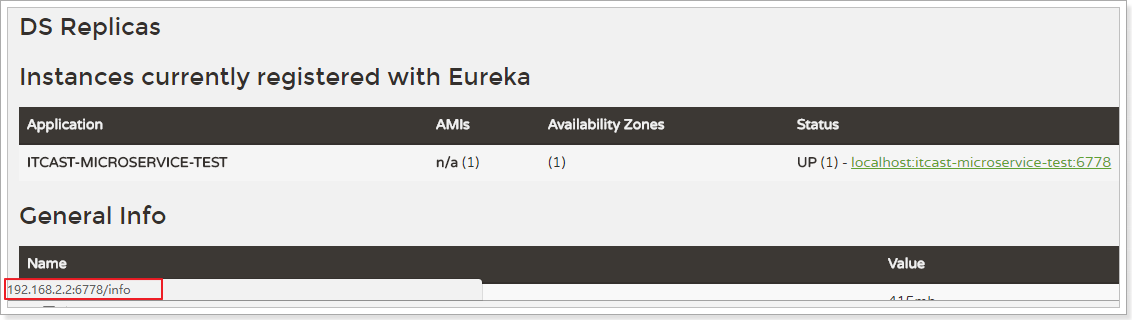 DS Replicas
Instances currently registered with Eureka
Application AMIs Availability Zones Status
ITCAST-MICROSERVICE-TEST n/a (1) (1) UP (1) - localhost:itcast-microservice-test:6778
General Info
Name Value
192.168.2.2:6778/info